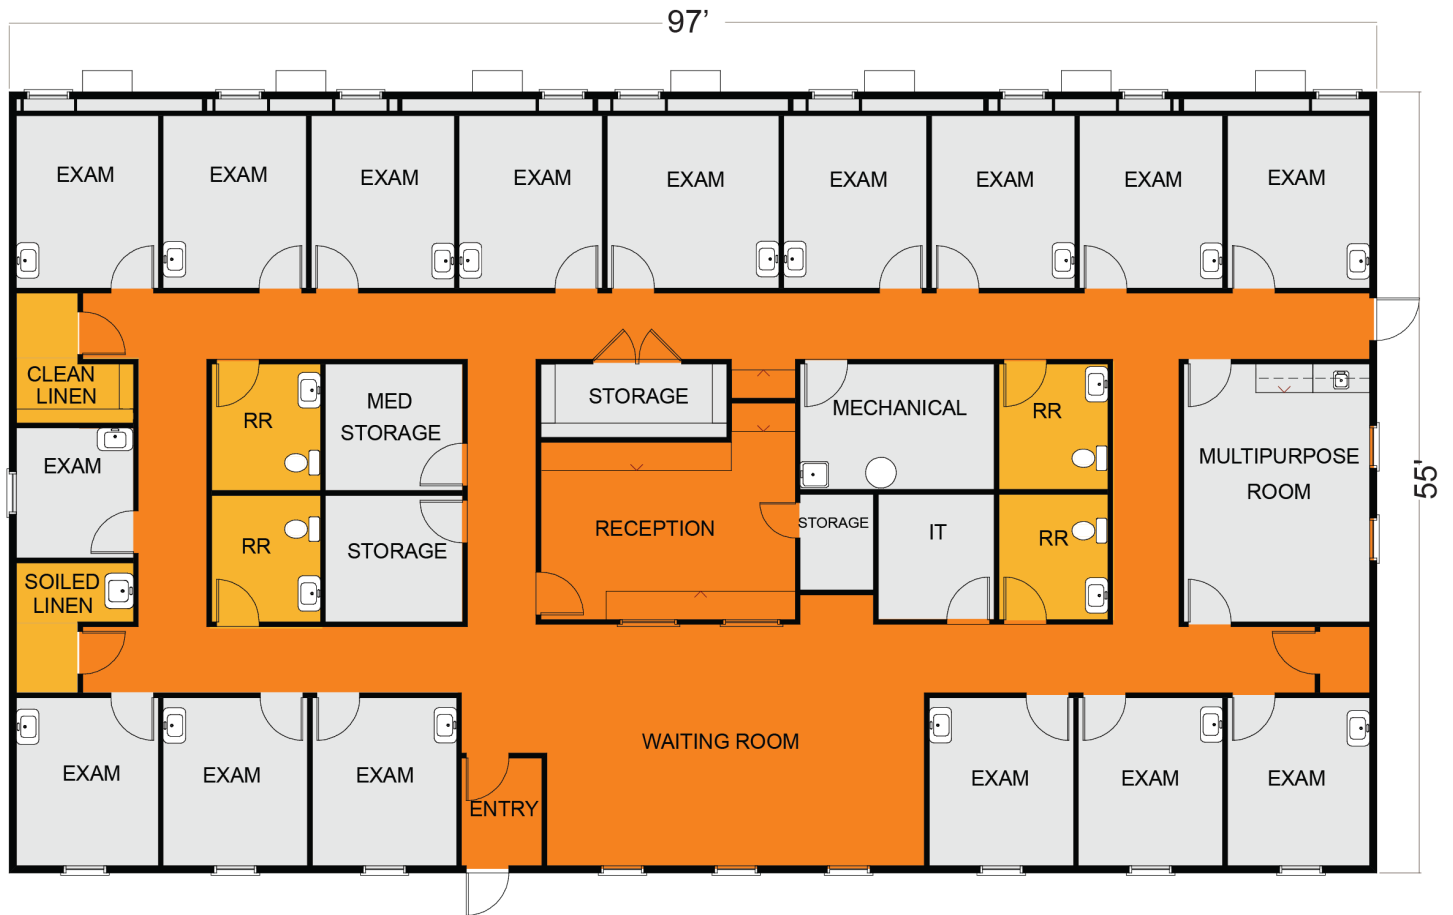 97’
EXAM
EXAM
EXAM
EXAM
EXAM
EXAM
EXAM
EXAM
EXAM
CLEAN
LINEN
RR
MED
STORAGE
STORAGE
MECHANICAL
RR
MULTIPURPOSE
ROOM
55'
EXAM
SOILED
LINEN
RR
STORAGE
RECEPTION
STORAGE
IT
RR
WAITING ROOM
EXAM
EXAM
EXAM
ENTRY
EXAM
EXAM
EXAM